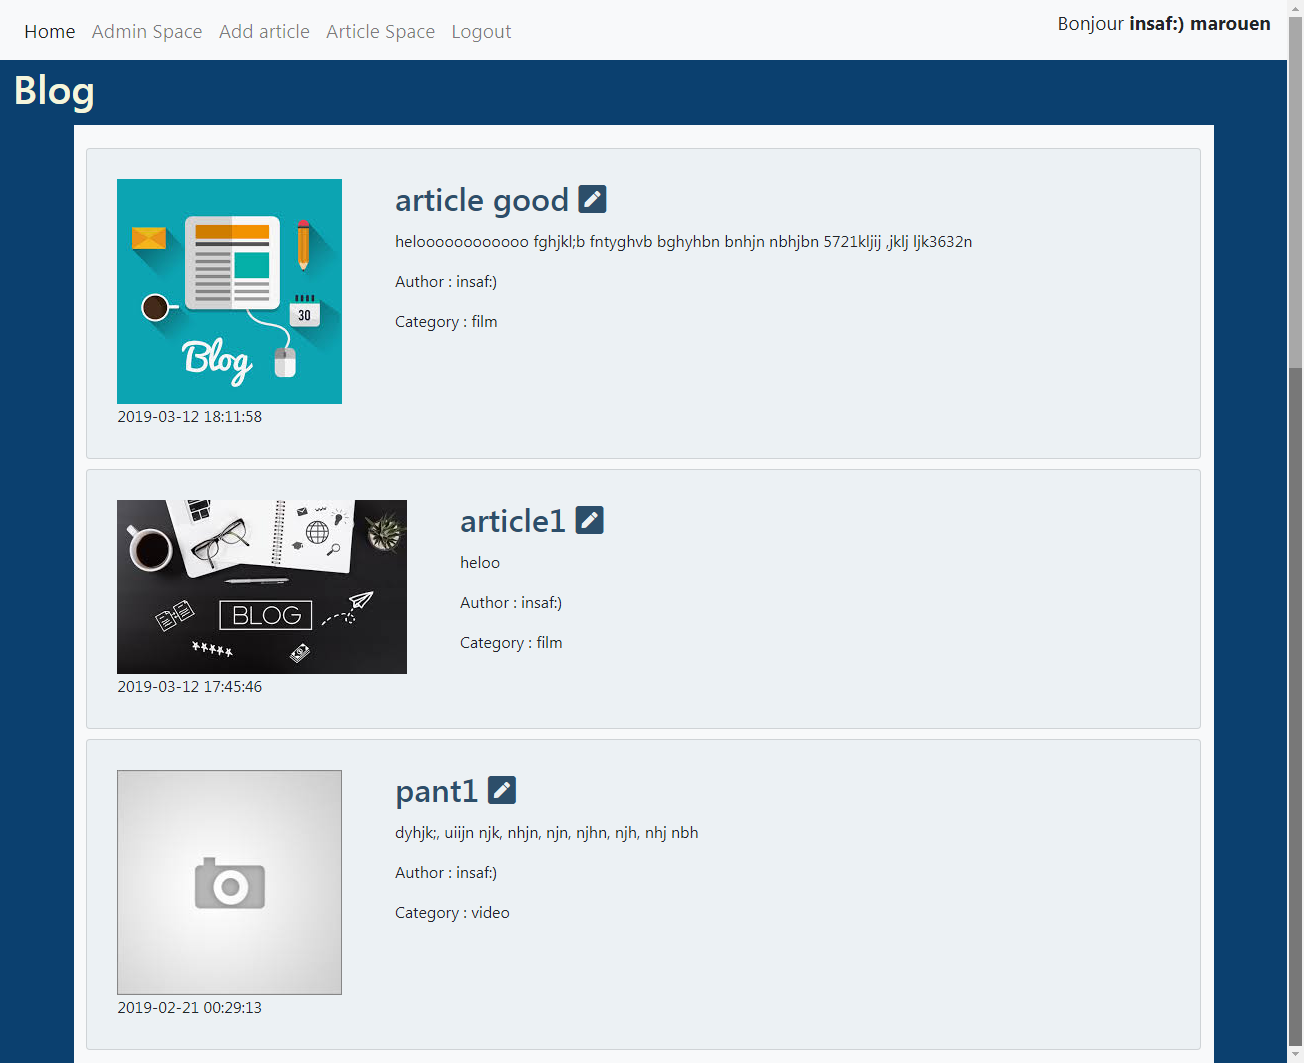 Home Admin Space Add article Article Space Logout Bonjour insaf:) marouen
Blog
30
Blog
2019-03-12 18:11:58
article good
helooooooooooooo fghjkl;b fntyghvb bghyhbn bnhjn nbhjbn 5721kljij ,jklj ljk3632n
Author : insaf:)
Category : film
BLOG
2019-03-12 17:45:46
article1
heloo
Author : insaf:)
Category : film
2019-02-21 00:29:13
pant1
dyhjk;, uiijn njk, nhjn, njn, njhn, njh, nhj nbh
Author : insaf:)
Category : video